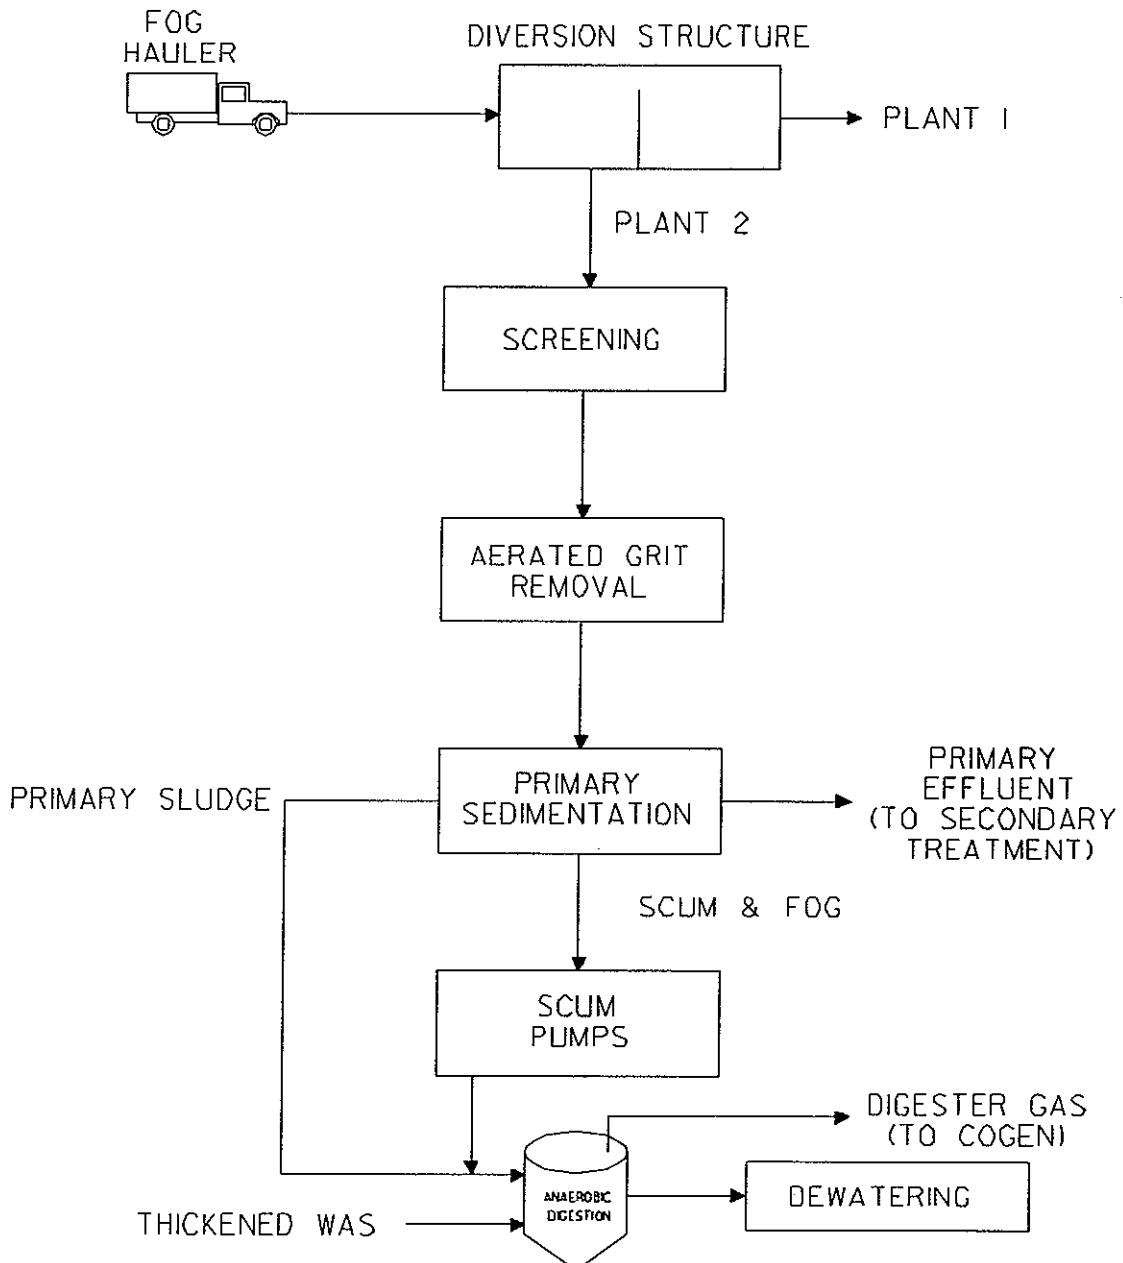 FOG
HAULER
DIVERSION STRUCTURE
PLANT 1
PLANT 2
SCREENING
AERATED GRIT
REMOVAL
PRIMARY SLUDGE
PRIMARY
SEDIMENTATION
PRIMARY
EFFLUENT
(TO SECONDARY
TREATMENT)
SCUM & FOG
SCUM
PUMPS
DIGESTER GAS
(TO COGEN)
ANAEROBIC
DIGESTION
DEWATERING
THICKENED WAS